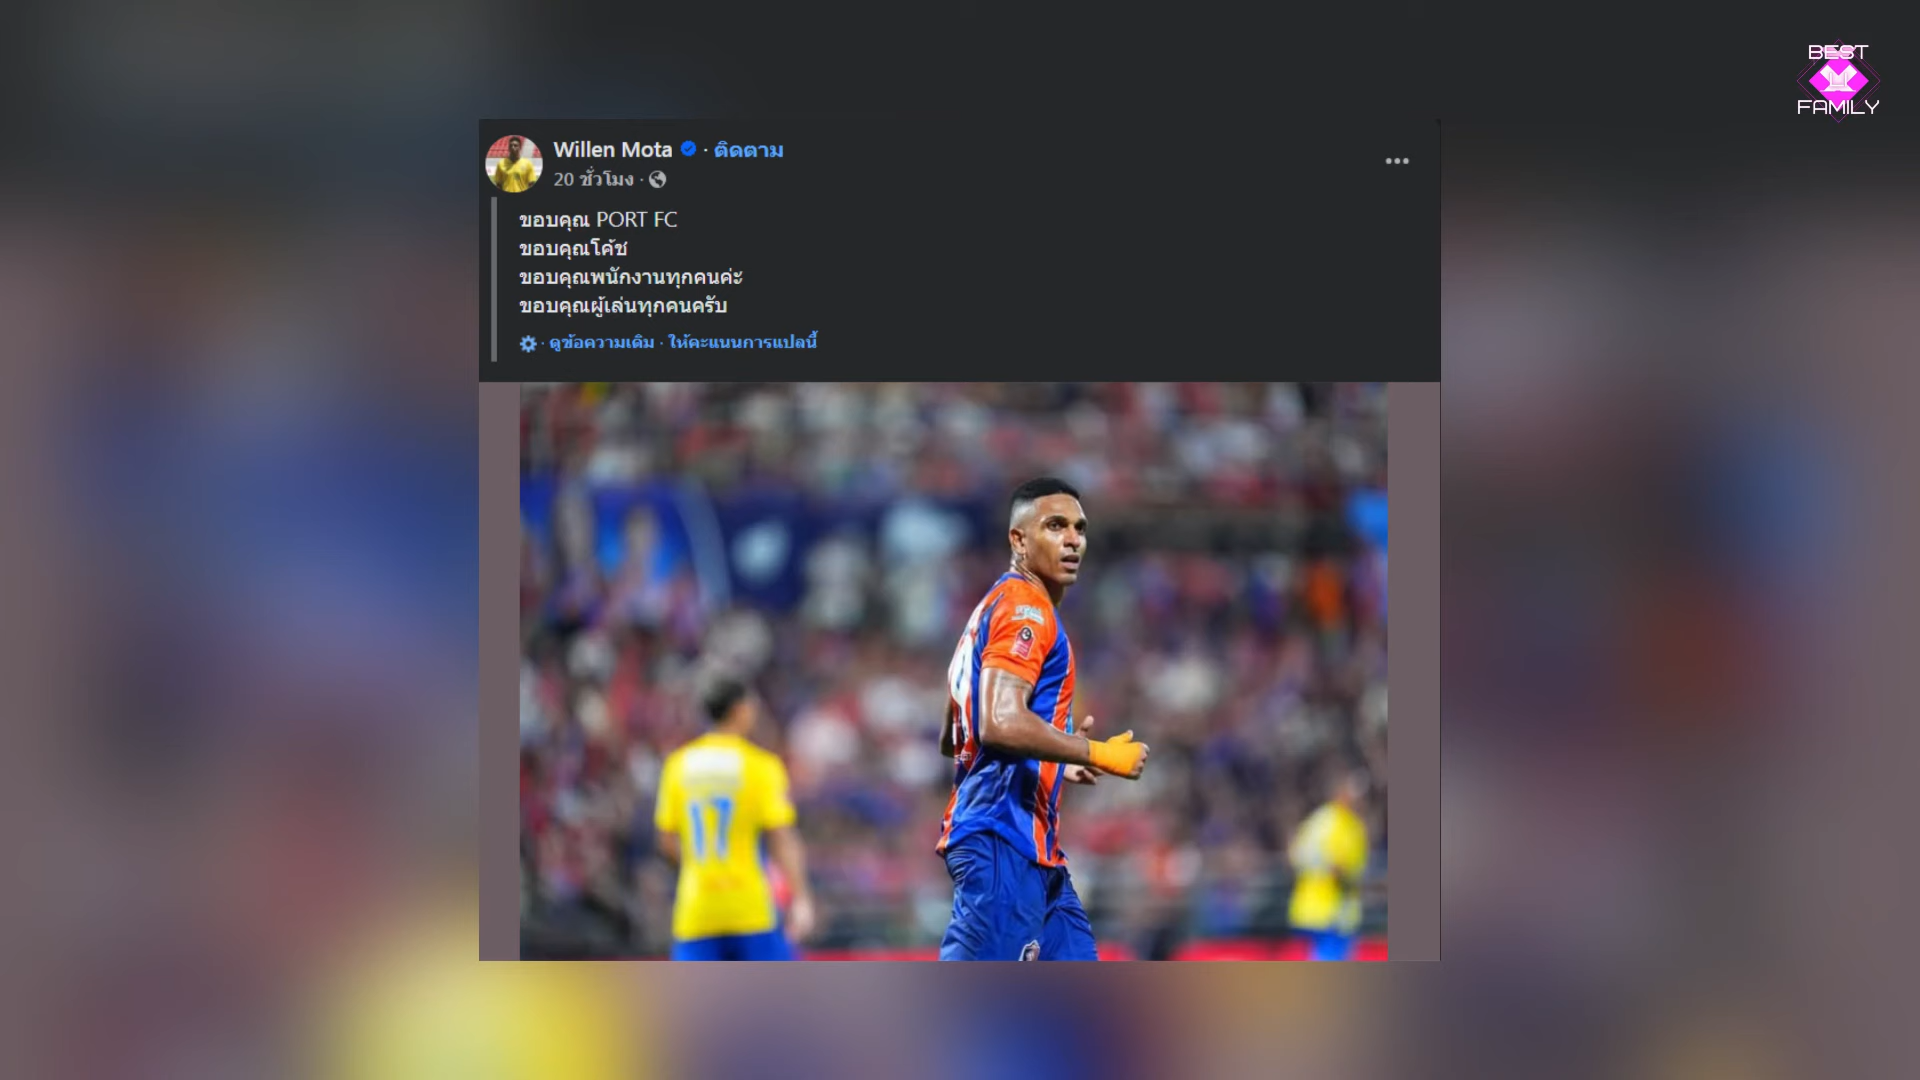 BEST
FAMILY
Willen Mota · ติดตาม
20 ชั่วโมง ·
ขอบคุณ PORT FC
ขอบคุณโค้ช
ขอบคุณพนักงานทุกคนค่ะ
ขอบคุณผู้เล่นทุกคนครับ
· ดูข้อความเดิม · ให้คะแนนการแปลนี้
17